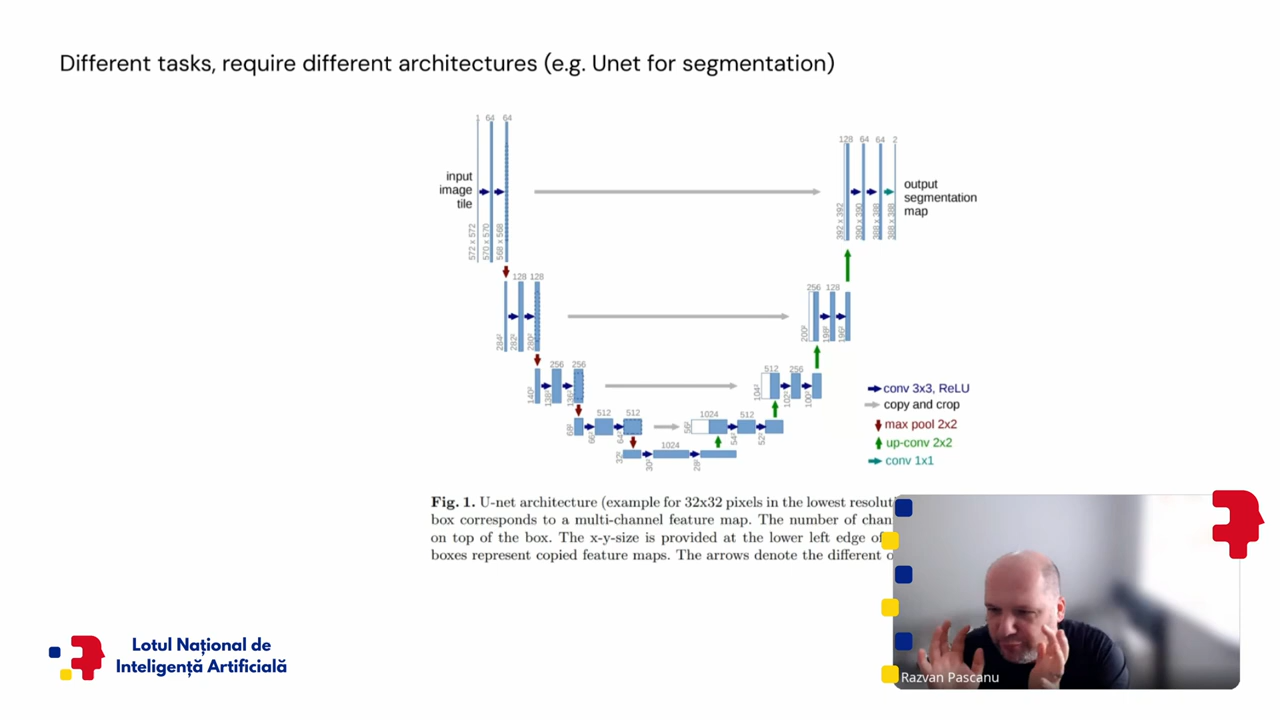 Different tasks, require different architectures (e.g. Unet for segmentation)
1 64 64
128 64 64 2
input
image
tile
output
segmentation
map
572 x 572
570 x 570
568 x 568
392 x 392
390 x 390
388 x 388
388 x 388
128 128
256 128
284²
282²
280²
200²
198²
196²
256 256
512 256
140²
138²
136²
104²
102²
100²
512 512
1024 512
68²
66²
64²
56²
54²
52²
1024
32²
30²
28²
conv 3x3, ReLU
copy and crop
max pool 2x2
up-conv 2x2
conv 1x1
Fig. 1. U-net architecture (example for 32x32 pixels in the lowest resolut
box corresponds to a multi-channel feature map. The number of chan
on top of the box. The x-y-size is provided at the lower left edge of
boxes represent copied feature maps. The arrows denote the different o
Lotul Național de
Inteligență Artificială
Razvan Pascanu